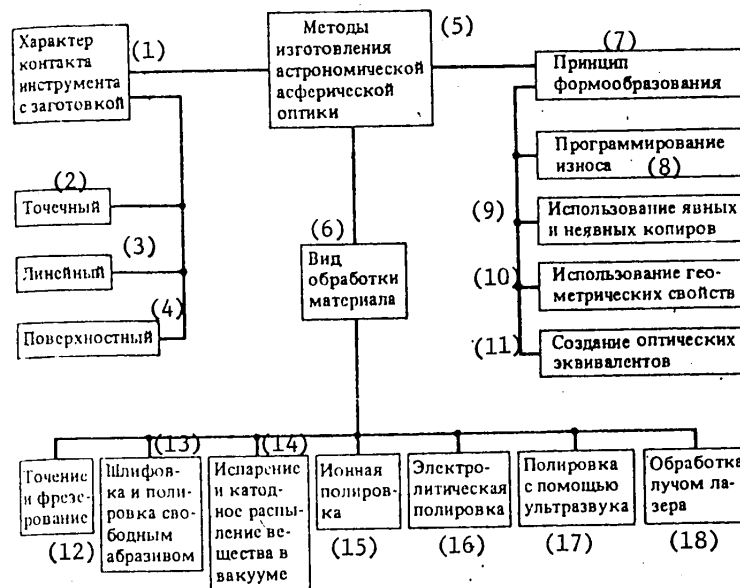 Характер
контакта
инструмента
с заготовкой
(1)
Методы
изготовления
астрономической
асферической
оптики
(5)
(7)
Принцип
формообразования
Программирование
износа
(8)
(2)
Точечный
(9)
Использование явных
и неявных копиров
(6)
Вид
обработки
материала
(3)
Линейный
(10)
Использование гео-
метрических свойств
(4)
Поверхностный
(11)
Создание оптических
эквивалентов
Точение
и фрезе-
рование
(12)
(13)
Шлифов-
ка и поли-
ровка сво-
бодным
абразивом
(14)
Испарение
и катод-
ное распы-
ление ве-
щества в
вакууме
Ионная
полиров-
ка
(15)
Электро-
литическая
полировка
(16)
Полировка
с помощью
ультразвука
(17)
Обработка
лучом ла-
зера
(18)